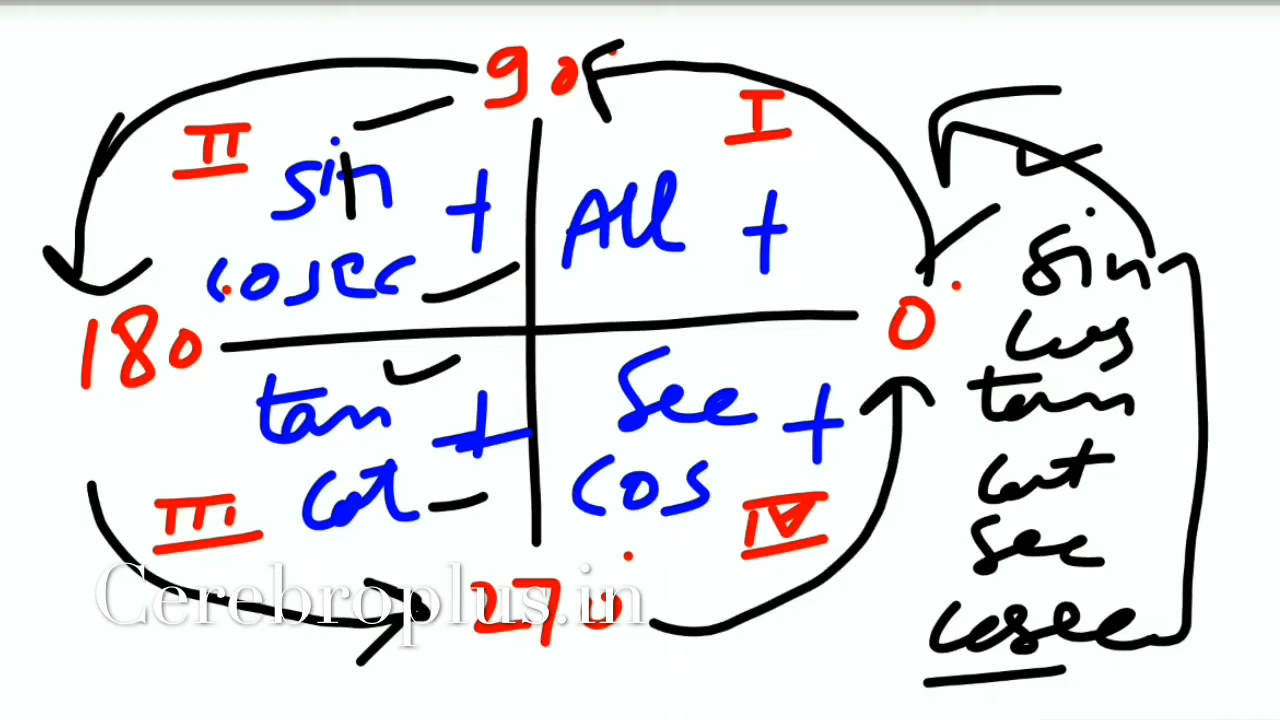 90°
II
I
sin +
cosec
All +
180°
0°
tan +
cot
sec +
cos
III
IV
270°
sin
cos
tan
cot
sec
cosec
Cerebroplus.in